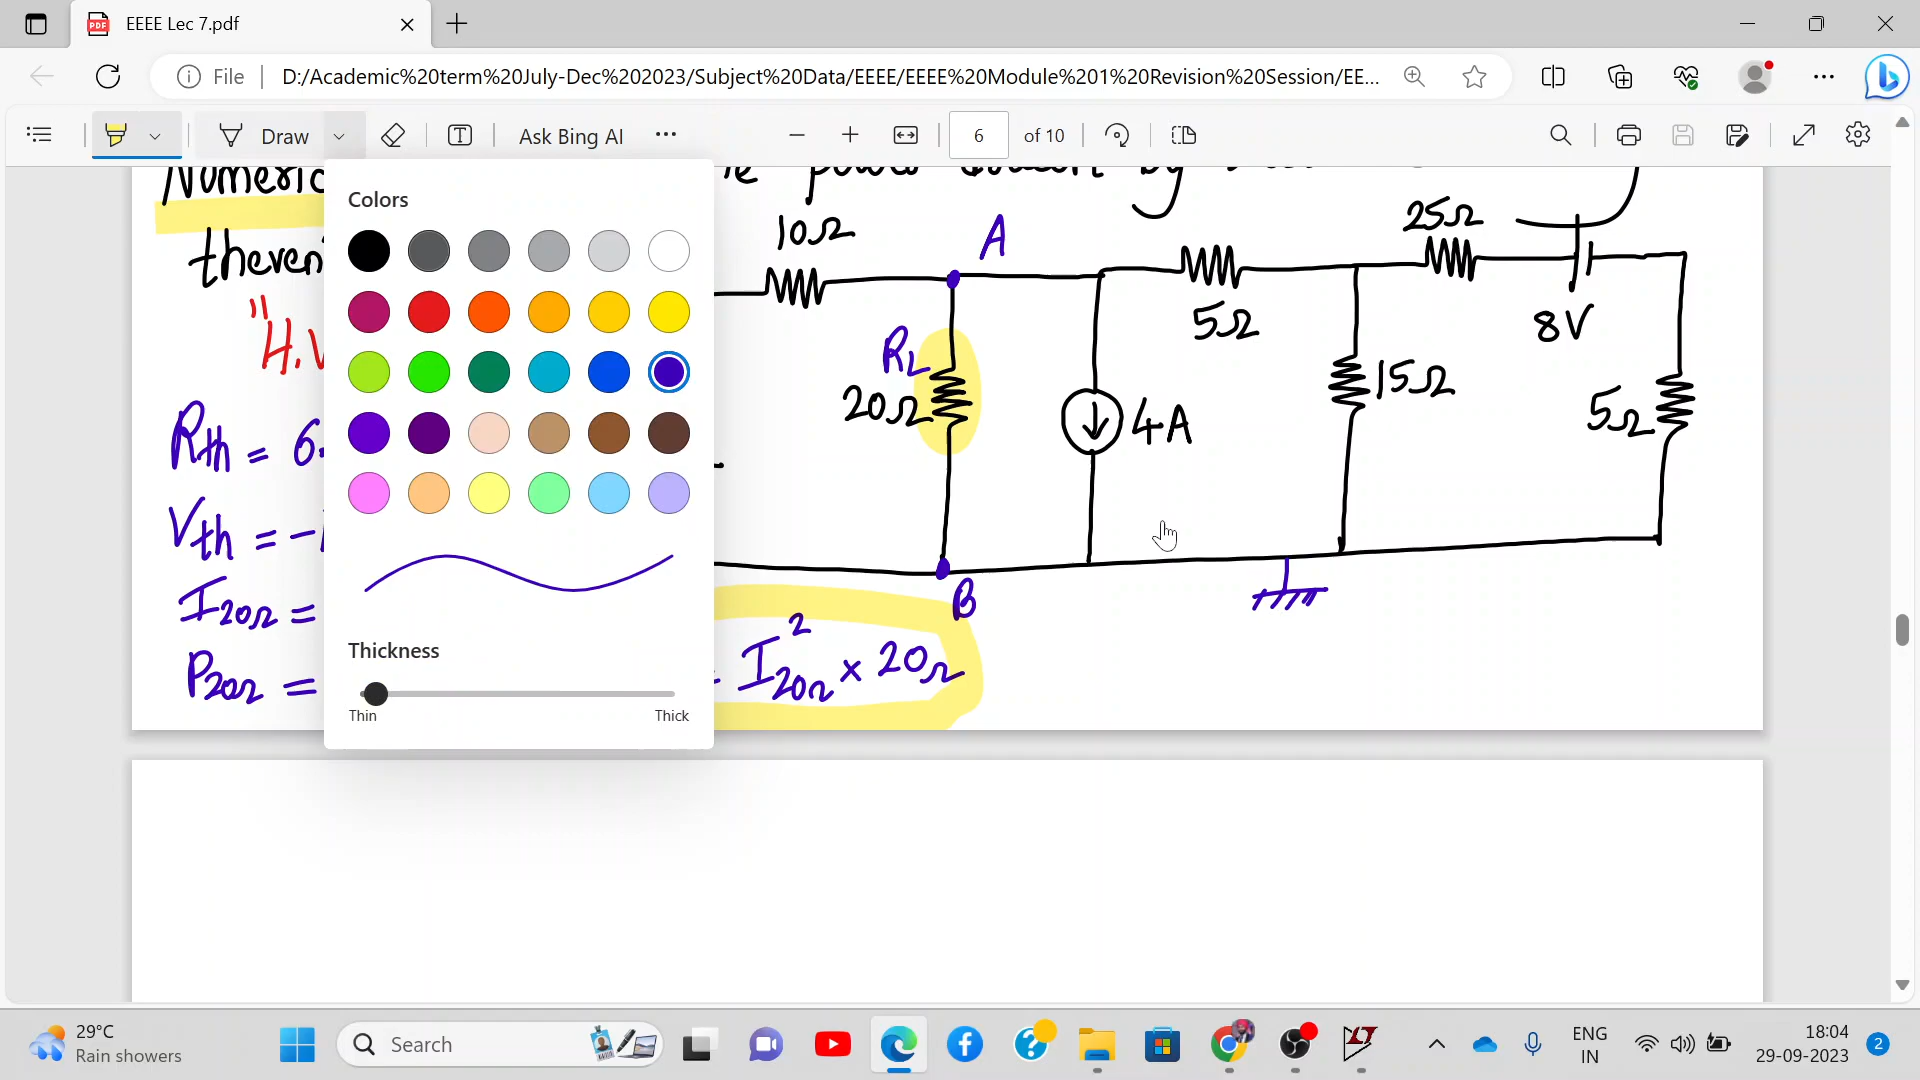 EEEE Lec 7.pdf
File
D:/Academic%20term%20July-Dec%202023/Subject%20Data/EEEE/EEEE%20Module%201%20Revision%20Session/EE...
Draw
Ask Bing AI
6
of 10
Colors
Thickness
Thin
Thick
10Ω
A
25Ω
theven
5Ω
8V
"4.V
RL
20Ω
4A
15Ω
5Ω
Rth = 6.
Vth = -
I20Ω =
B
P20Ω =
= I²20Ω x 20Ω
29°C
Rain showers
Search
ENG
IN
18:04
29-09-2023
2